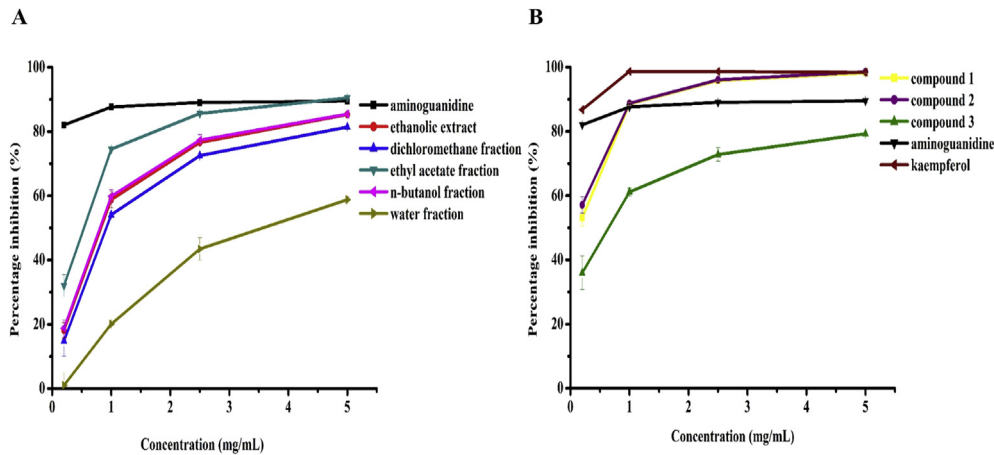 A
Percentage inhibition (%)
100
80
60
40
20
0
0 1 2 3 4 5
Concentration (mg/mL)
aminoguanidine
ethanolic extract
dichloromethane fraction
ethyl acetate fraction
n-butanol fraction
water fraction
B
Percentage inhibition (%)
100
80
60
40
20
0
0 1 2 3 4 5
Concentration (mg/mL)
compound 1
compound 2
compound 3
aminoguanidine
kaempferol